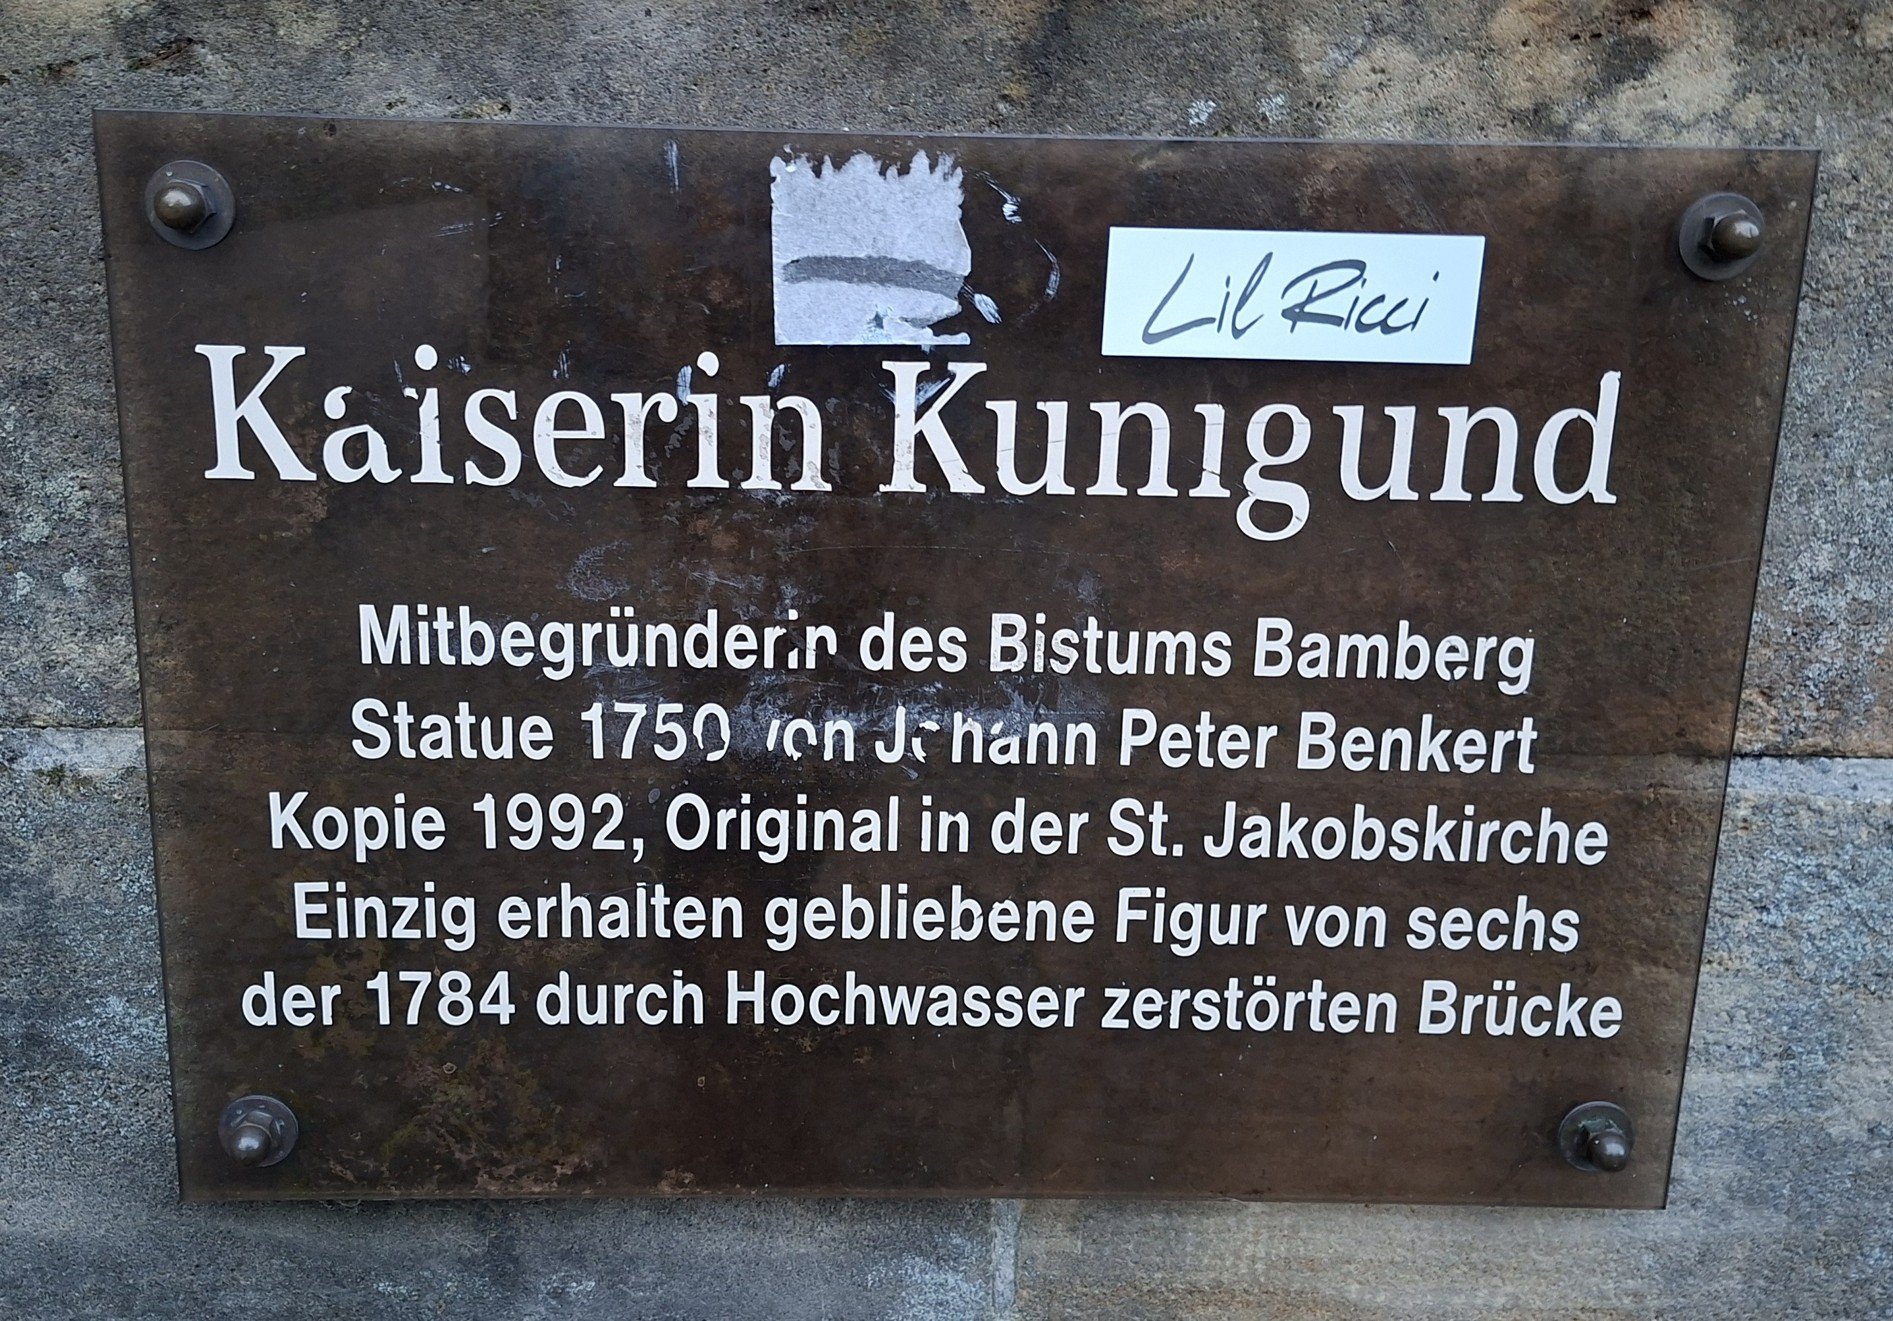 Lil Ricci
Kaiserin Kunigund
Mitbegründerin des Bistums Bamberg
Statue 1750 von Johann Peter Benkert
Kopie 1992, Original in der St. Jakobskirche
Einzig erhalten gebliebene Figur von sechs
der 1784 durch Hochwasser zerstörten Brücke